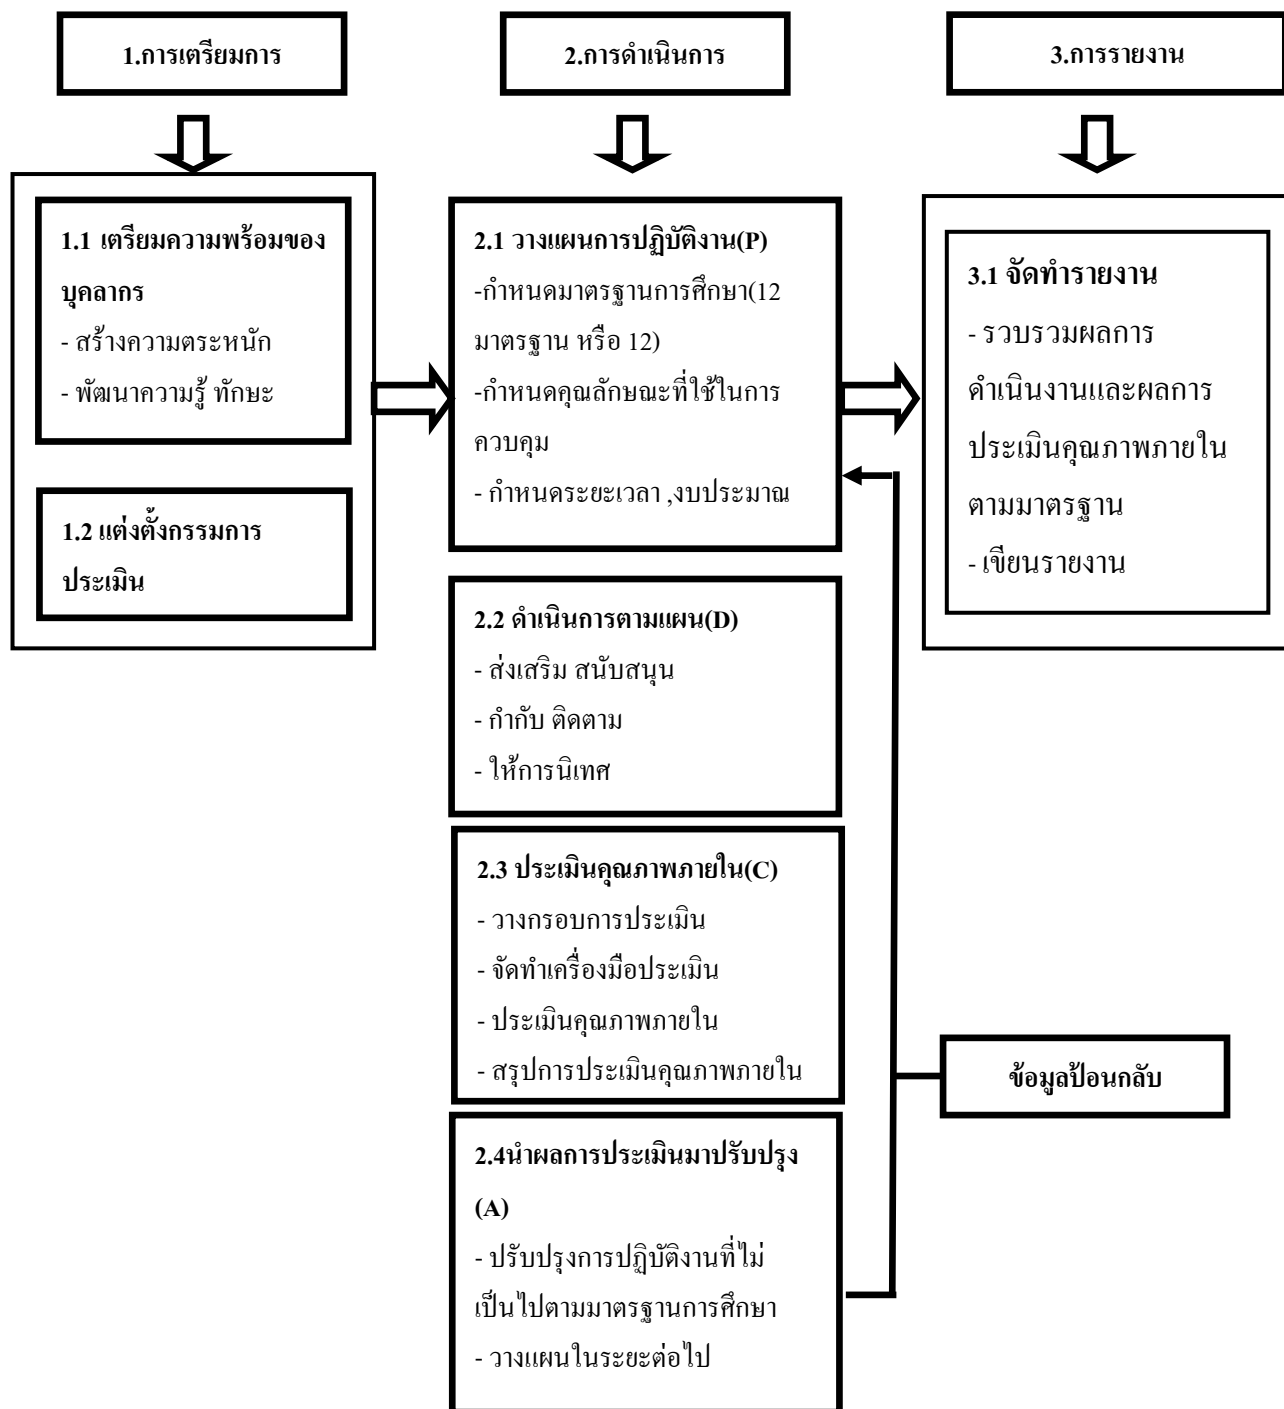 1.การเตรียมการ
2.การดำเนินการ
3.การรายงาน
1.1 เตรียมความพร้อมของ
บุคลากร
- สร้างความตระหนัก
- พัฒนาความรู้ ทักษะ
1.2 แต่งตั้งกรรมการ
ประเมิน
2.1 วางแผนการปฏิบัติงาน(P)
-กำหนดมาตรฐานการศึกษา(12
มาตรฐาน หรือ 12)
-กำหนดคุณลักษณะที่ใช้ในการ
ควบคุม
- กำหนดระยะเวลา ,งบประมาณ
2.2 ดำเนินการตามแผน(D)
- ส่งเสริม สนับสนุน
- กำกับ ติดตาม
- ให้การนิเทศ
2.3 ประเมินคุณภาพภายใน(C)
- วางกรอบการประเมิน
- จัดทำเครื่องมือประเมิน
- ประเมินคุณภาพภายใน
- สรุปการประเมินคุณภาพภายใน
2.4นำผลการประเมินมาปรับปรุง
(A)
- ปรับปรุงการปฏิบัติงานที่ไม่
เป็นไปตามมาตรฐานการศึกษา
- วางแผนในระยะต่อไป
3.1 จัดทำรายงาน
- รวบรวมผลการ
ดำเนินงานและผลการ
ประเมินคุณภาพภายใน
ตามมาตรฐาน
- เขียนรายงาน
ข้อมูลป้อนกลับ